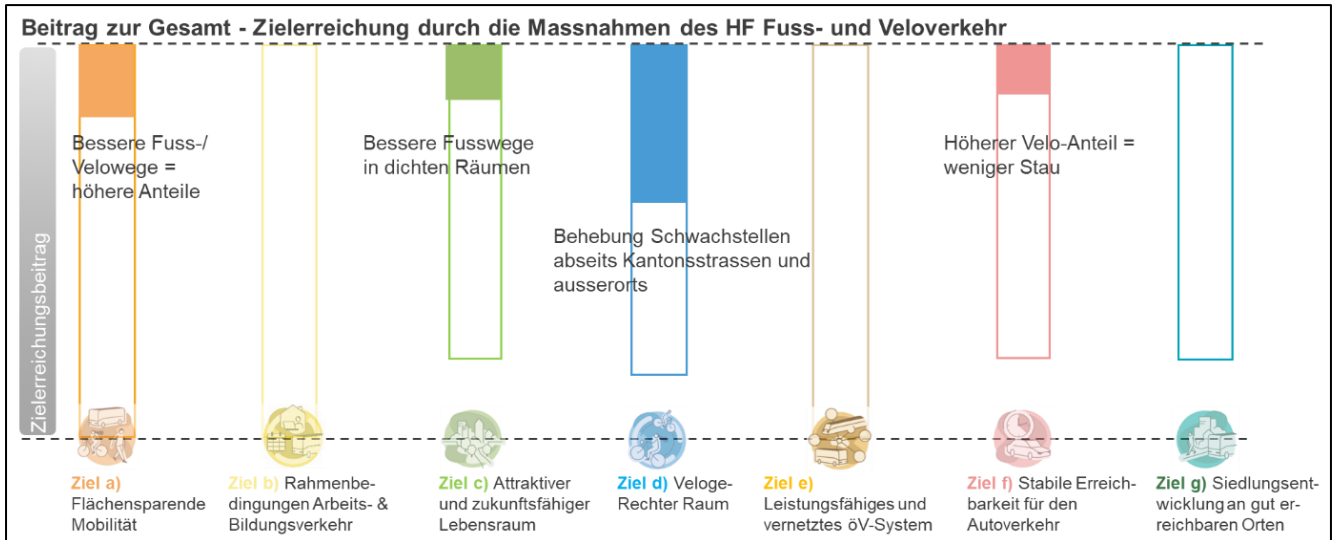 Beitrag zur Gesamt - Zielerreichung durch die Massnahmen des HF Fuss- und Veloverkehr
Zielerreichungsbeitrag
Bessere Fuss-/
Velowege =
höhere Anteile
Bessere Fusswege
in dichten Räumen
Behebung Schwachstellen
abseits Kantonsstrassen und
ausserorts
Höherer Velo-Anteil =
weniger Stau
Ziel a)
Flächensparende
Mobilität
Ziel b) Rahmenbe-
dingungen Arbeits- &
Bildungsverkehr
Ziel c) Attraktiver
und zukunftsfähiger
Lebensraum
Ziel d) Veloge-
Rechter Raum
Ziel e)
Leistungsfähiges und
vernetztes öV-System
Ziel f) Stabile Erreich-
barkeit für den
Autoverkehr
Ziel g) Siedlungsent-
wicklung an gut er-
reichbaren Orten